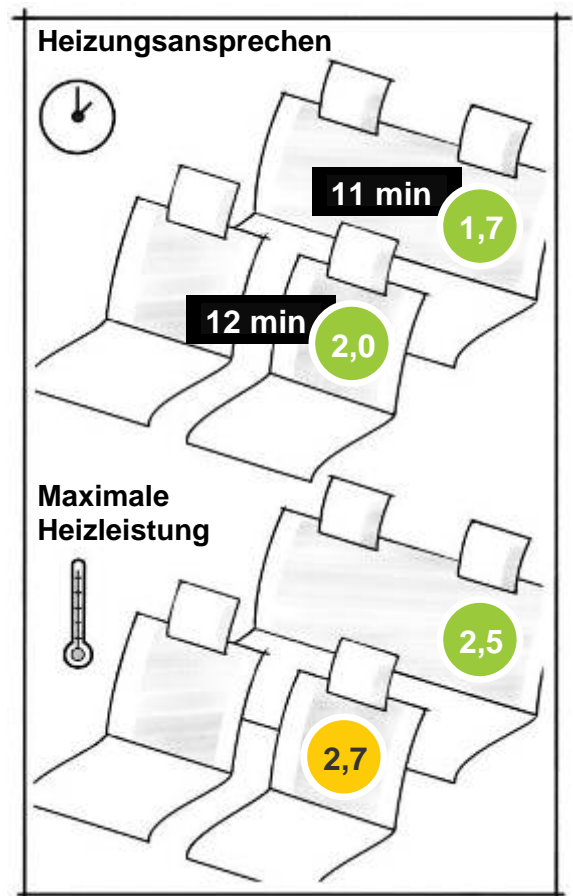 Heizungsansprechen
11 min
1,7
12 min
2,0
Maximale
Heizleistung
2,5
2,7